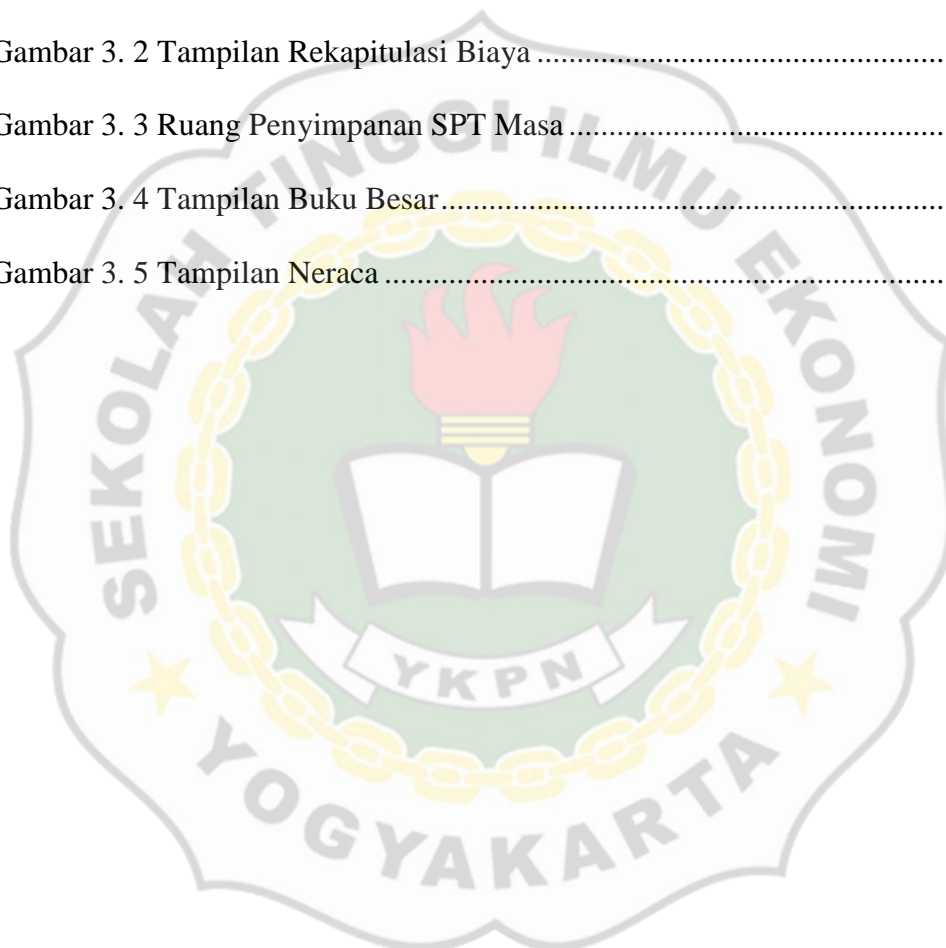 Gambar 3. 2 Tampilan Rekapitulasi Biaya ...................................................
Gambar 3. 3 Ruang Penyimpanan SPT Masa ...............................................
Gambar 3. 4 Tampilan Buku Besar...............................................................
Gambar 3. 5 Tampilan Neraca ......................................................................
SEKOLAH TINGGI ILMU EKONOMI
YKPN
YOGYAKARTA